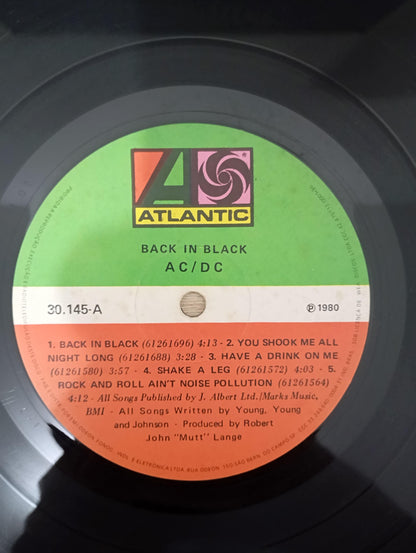 ATLANTIC
BACK IN BLACK
AC/DC
30.145-A
℗ 1980
1. BACK IN BLACK (61261696) 4:13 - 2. YOU SHOOK ME ALL
NIGHT LONG (61261688) 3:28 - 3. HAVE A DRINK ON ME
(61261580) 3:57 - 4. SHAKE A LEG (61261572) 4:03 - 5.
ROCK AND ROLL AIN'T NOISE POLLUTION (61261564)
4:12 - All Songs Published by J. Albert Ltd./Marks Music,
BMI - All Songs Written by Young, Young
and Johnson - Produced by Robert
John "Mutt" Lange